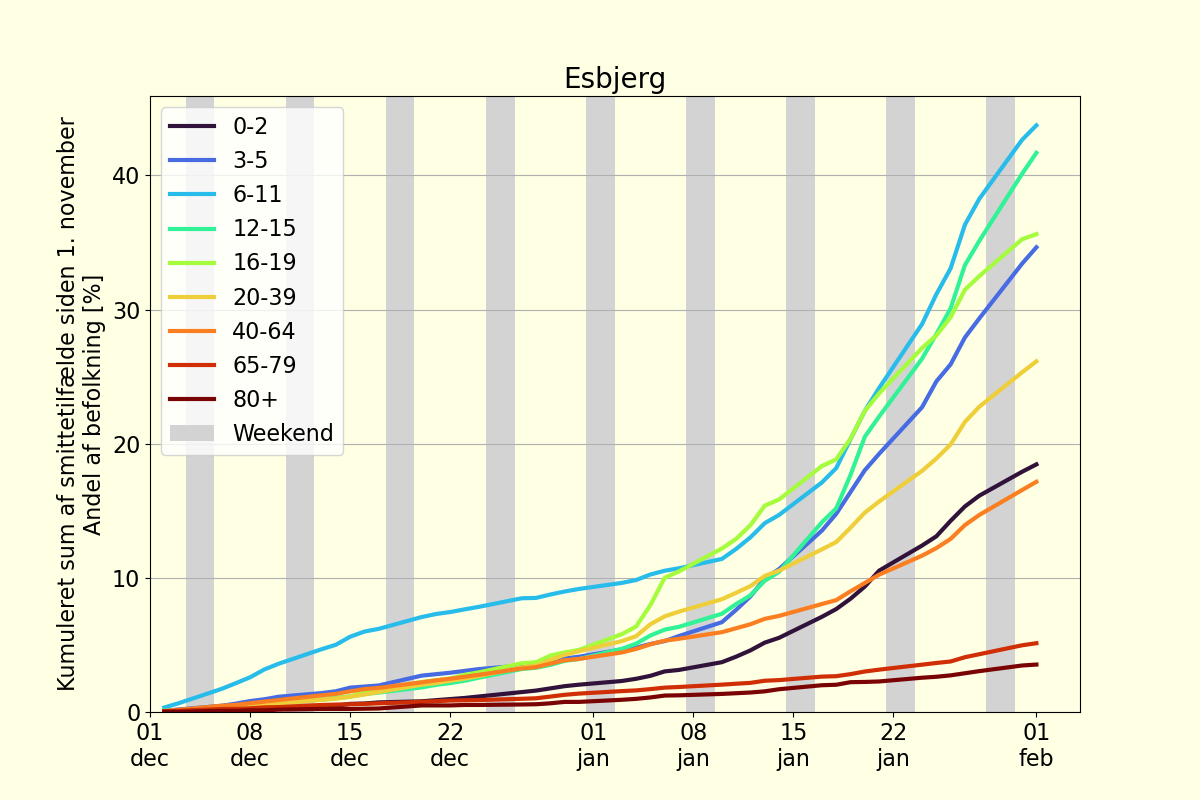 Esbjerg
Kumuleret sum af smittetilfælde siden 1. november
Andel af befolkning [%]
40
30
20
10
0
0-2
3-5
6-11
12-15
16-19
20-39
40-64
65-79
80+
Weekend
01 08 15 22 01 08 15 22 01
dec dec dec dec jan jan jan jan feb